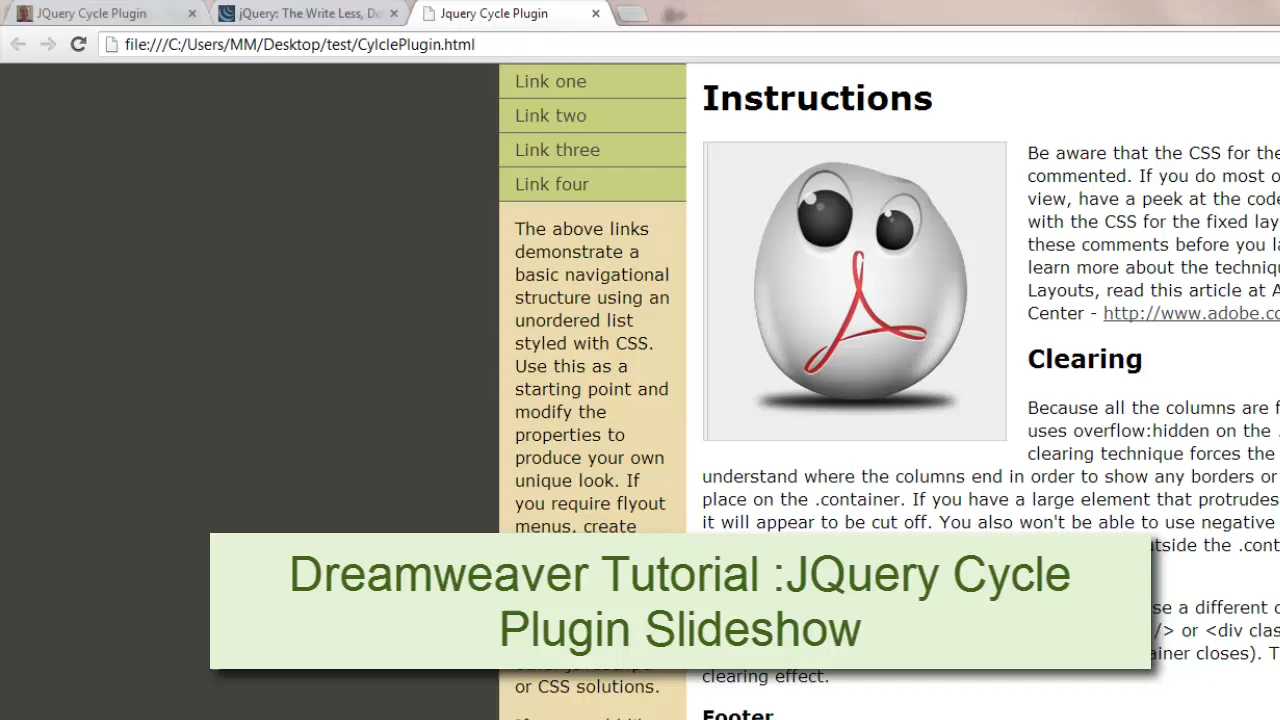 JQuery Cycle Plugin
jQuery: The Write Less, Do
Jquery Cycle Plugin
file:///C:/Users/MM/Desktop/test/CylclePlugin.html
Link one
Link two
Link three
Link four
The above links
demonstrate a
basic navigational
structure using an
unordered list
styled with CSS.
Use this as a
starting point and
modify the
properties to
produce your own
unique look. If
you require flyout
menus, create
or CSS solutions.
Instructions
Be aware that the CSS for the
commented. If you do most o
view, have a peek at the code
with the CSS for the fixed lay
these comments before you la
learn more about the techniqu
Layouts, read this article at A
Center - http://www.adobe.co
Clearing
Because all the columns are f
uses overflow:hidden on the .
clearing technique forces the
understand where the columns end in order to show any borders or
place on the .container. If you have a large element that protrudes
it will appear to be cut off. You also won't be able to use negative
utside the .cont
se a different c
/> or <div clas
ainer closes). T
clearing effect.
Footer
Dreamweaver Tutorial :JQuery Cycle
Plugin Slideshow